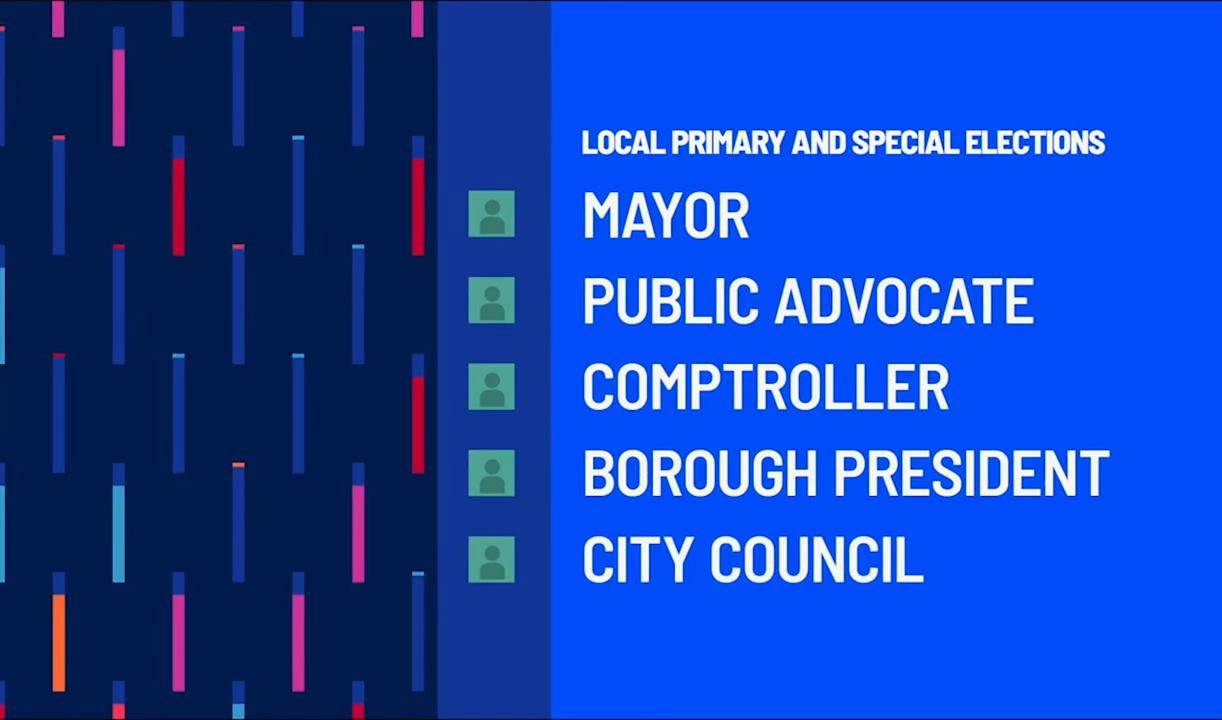 LOCAL PRIMARY AND SPECIAL ELECTIONS
MAYOR
PUBLIC ADVOCATE
COMPTROLLER
BOROUGH PRESIDENT
CITY COUNCIL